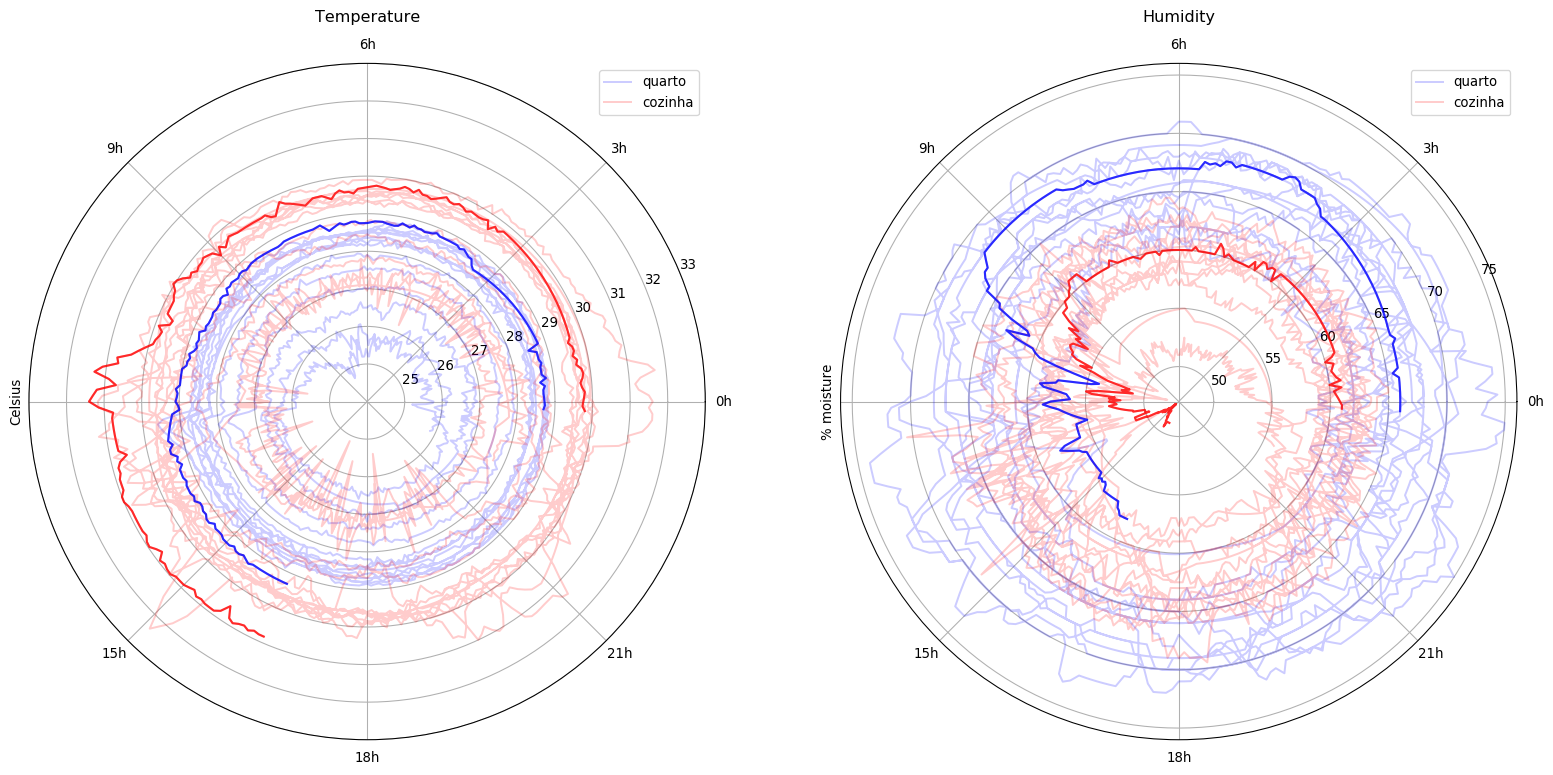 Temperature
6h
9h
3h
0h
15h
21h
18h
Celsius
25
26
27
28
29
30
31
32
33
quarto
cozinha
Humidity
6h
9h
3h
0h
15h
21h
18h
% moisture
50
55
60
65
70
75
quarto
cozinha